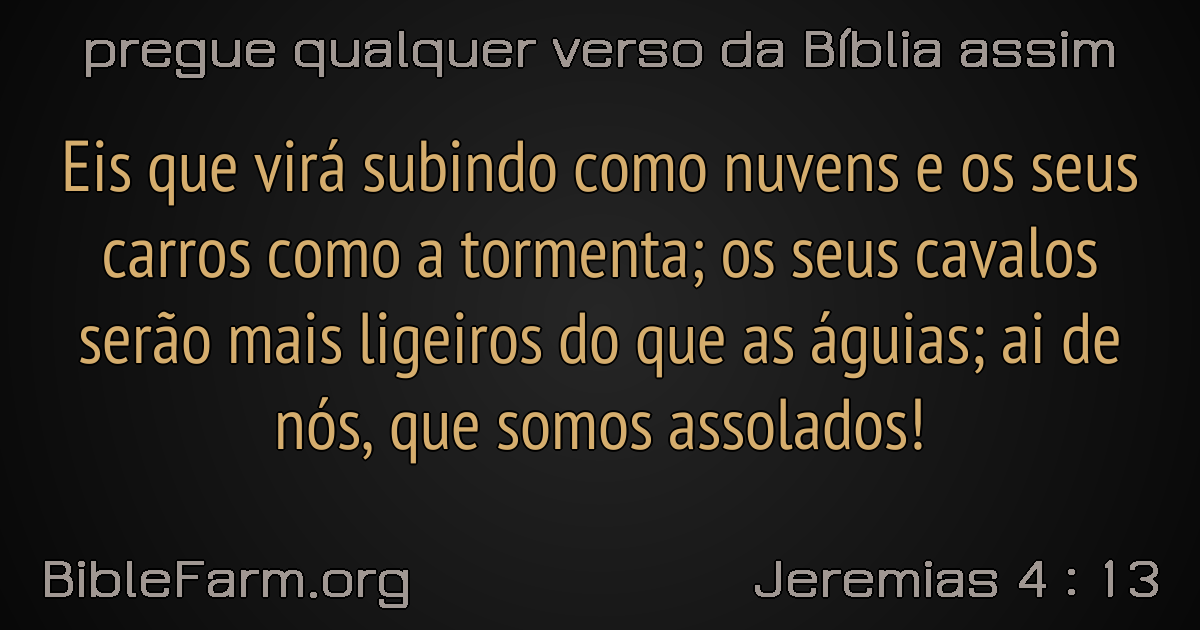 pregue qualquer verso da Bíblia assim
Eis que virá subindo como nuvens e os seus
carros como a tormenta; os seus cavalos
serão mais ligeiros do que as águias; ai de
nós, que somos assolados!
BibleFarm.org
Jeremias 4 : 13